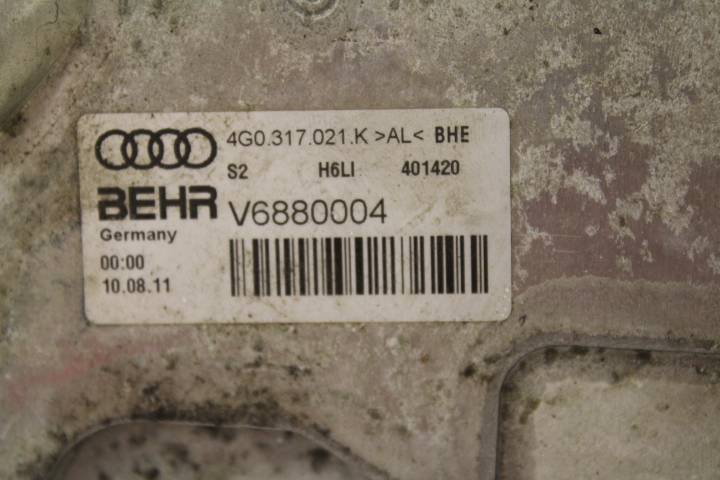 4G0.317.021.K >AL< BHE
S2 H6LI 401420
BEHR V6880004
Germany
00:00
10.08.11